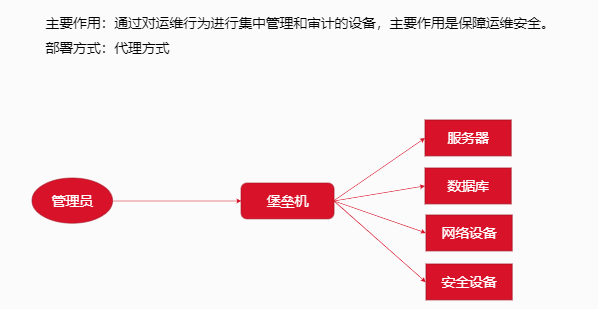 主要作用：通过对运维行为进行集中管理和审计的设备，主要作用是保障运维安全。
部署方式：代理方式
服务器
数据库
管理员
堡垒机
网络设备
安全设备